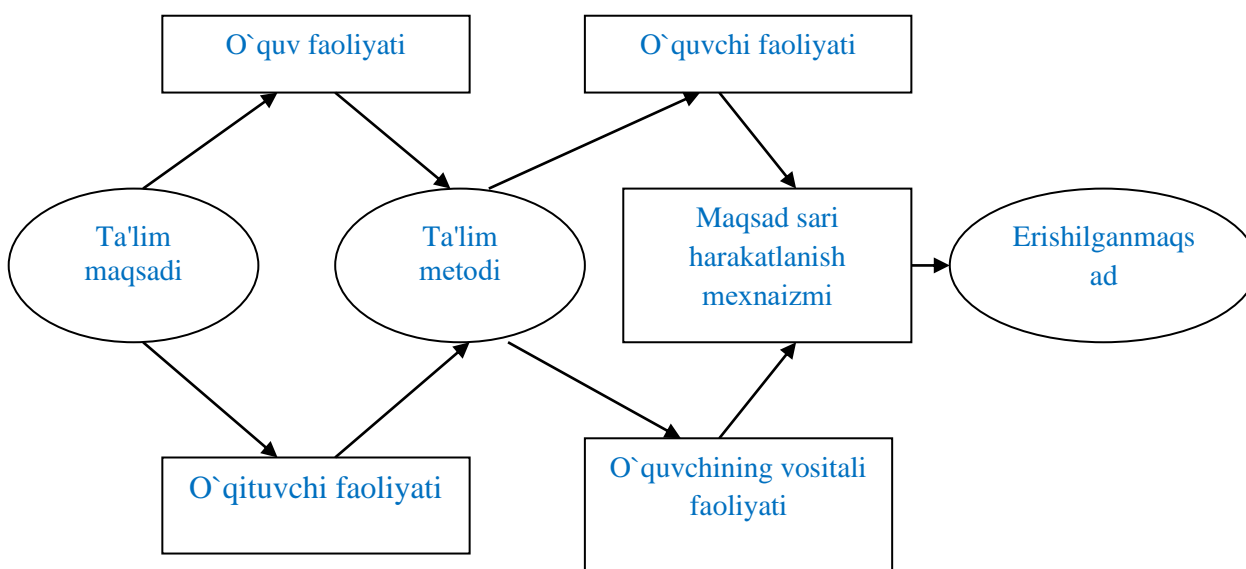 O`quv faoliyati
O`quvchi faoliyati
Ta'lim
maqsadi
Ta'lim
metodi
Maqsad sari
harakatlanish
mexnaizmi
Erishilganmaqs
ad
O`qituvchi faoliyati
O`quvchining vositali
faoliyati